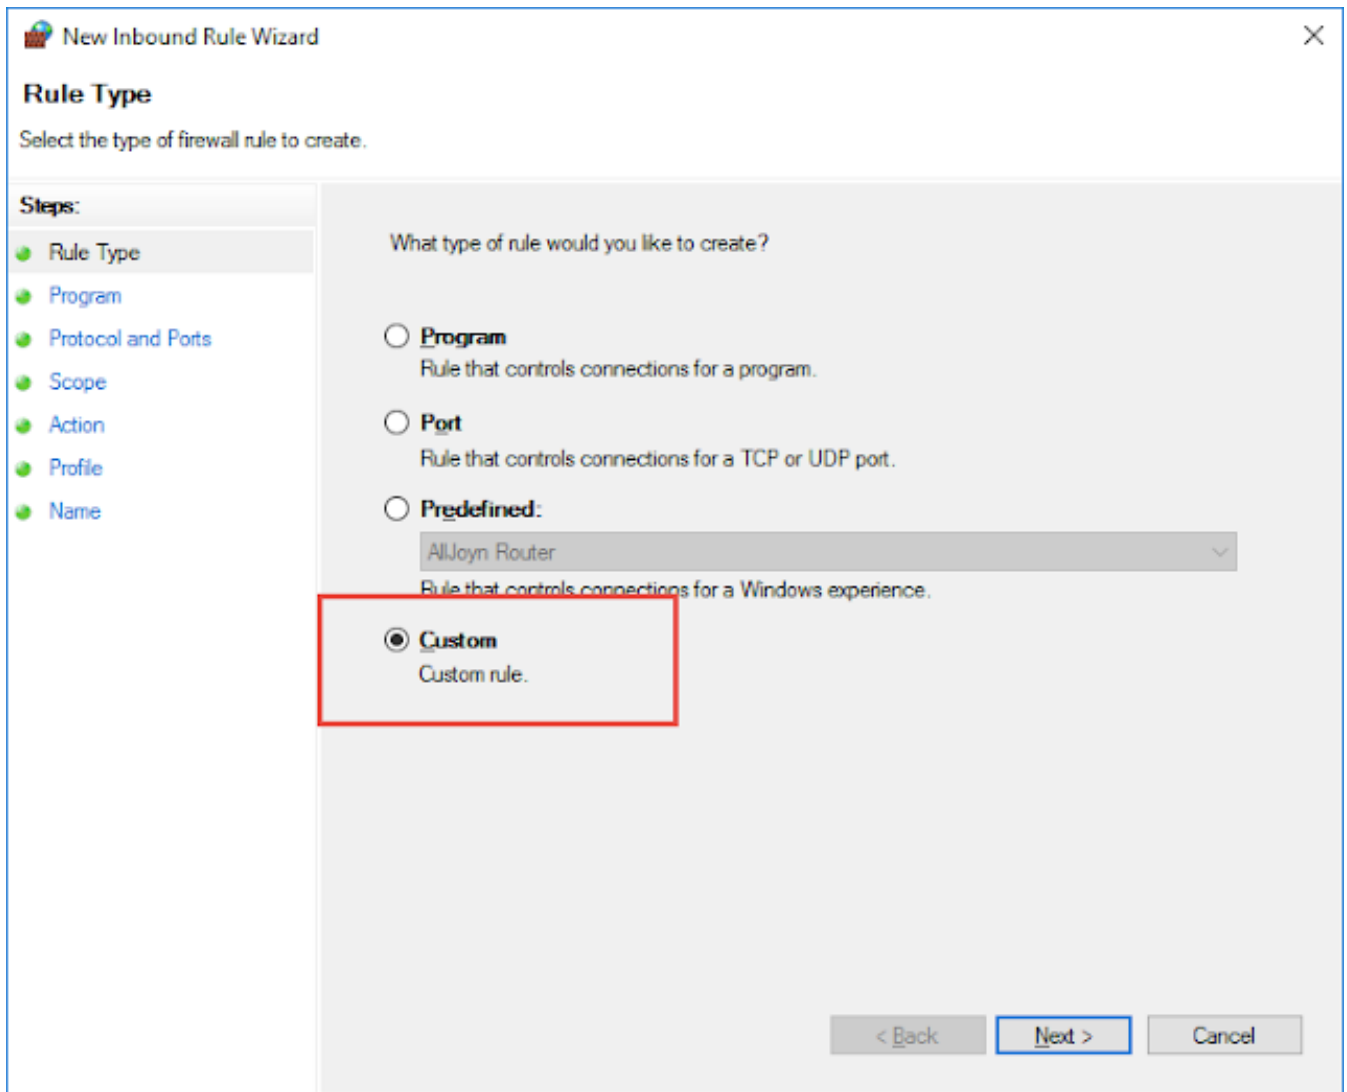 New Inbound Rule Wizard
Rule Type
Select the type of firewall rule to create.
Steps:
Rule Type
Program
Protocol and Ports
Scope
Action
Profile
Name
What type of rule would you like to create?
Program
Rule that controls connections for a program.
Port
Rule that controls connections for a TCP or UDP port.
Predefined:
AllJoyn Router
Rule that controls connections for a Windows experience.
Custom
Custom rule.
< Back
Next >
Cancel